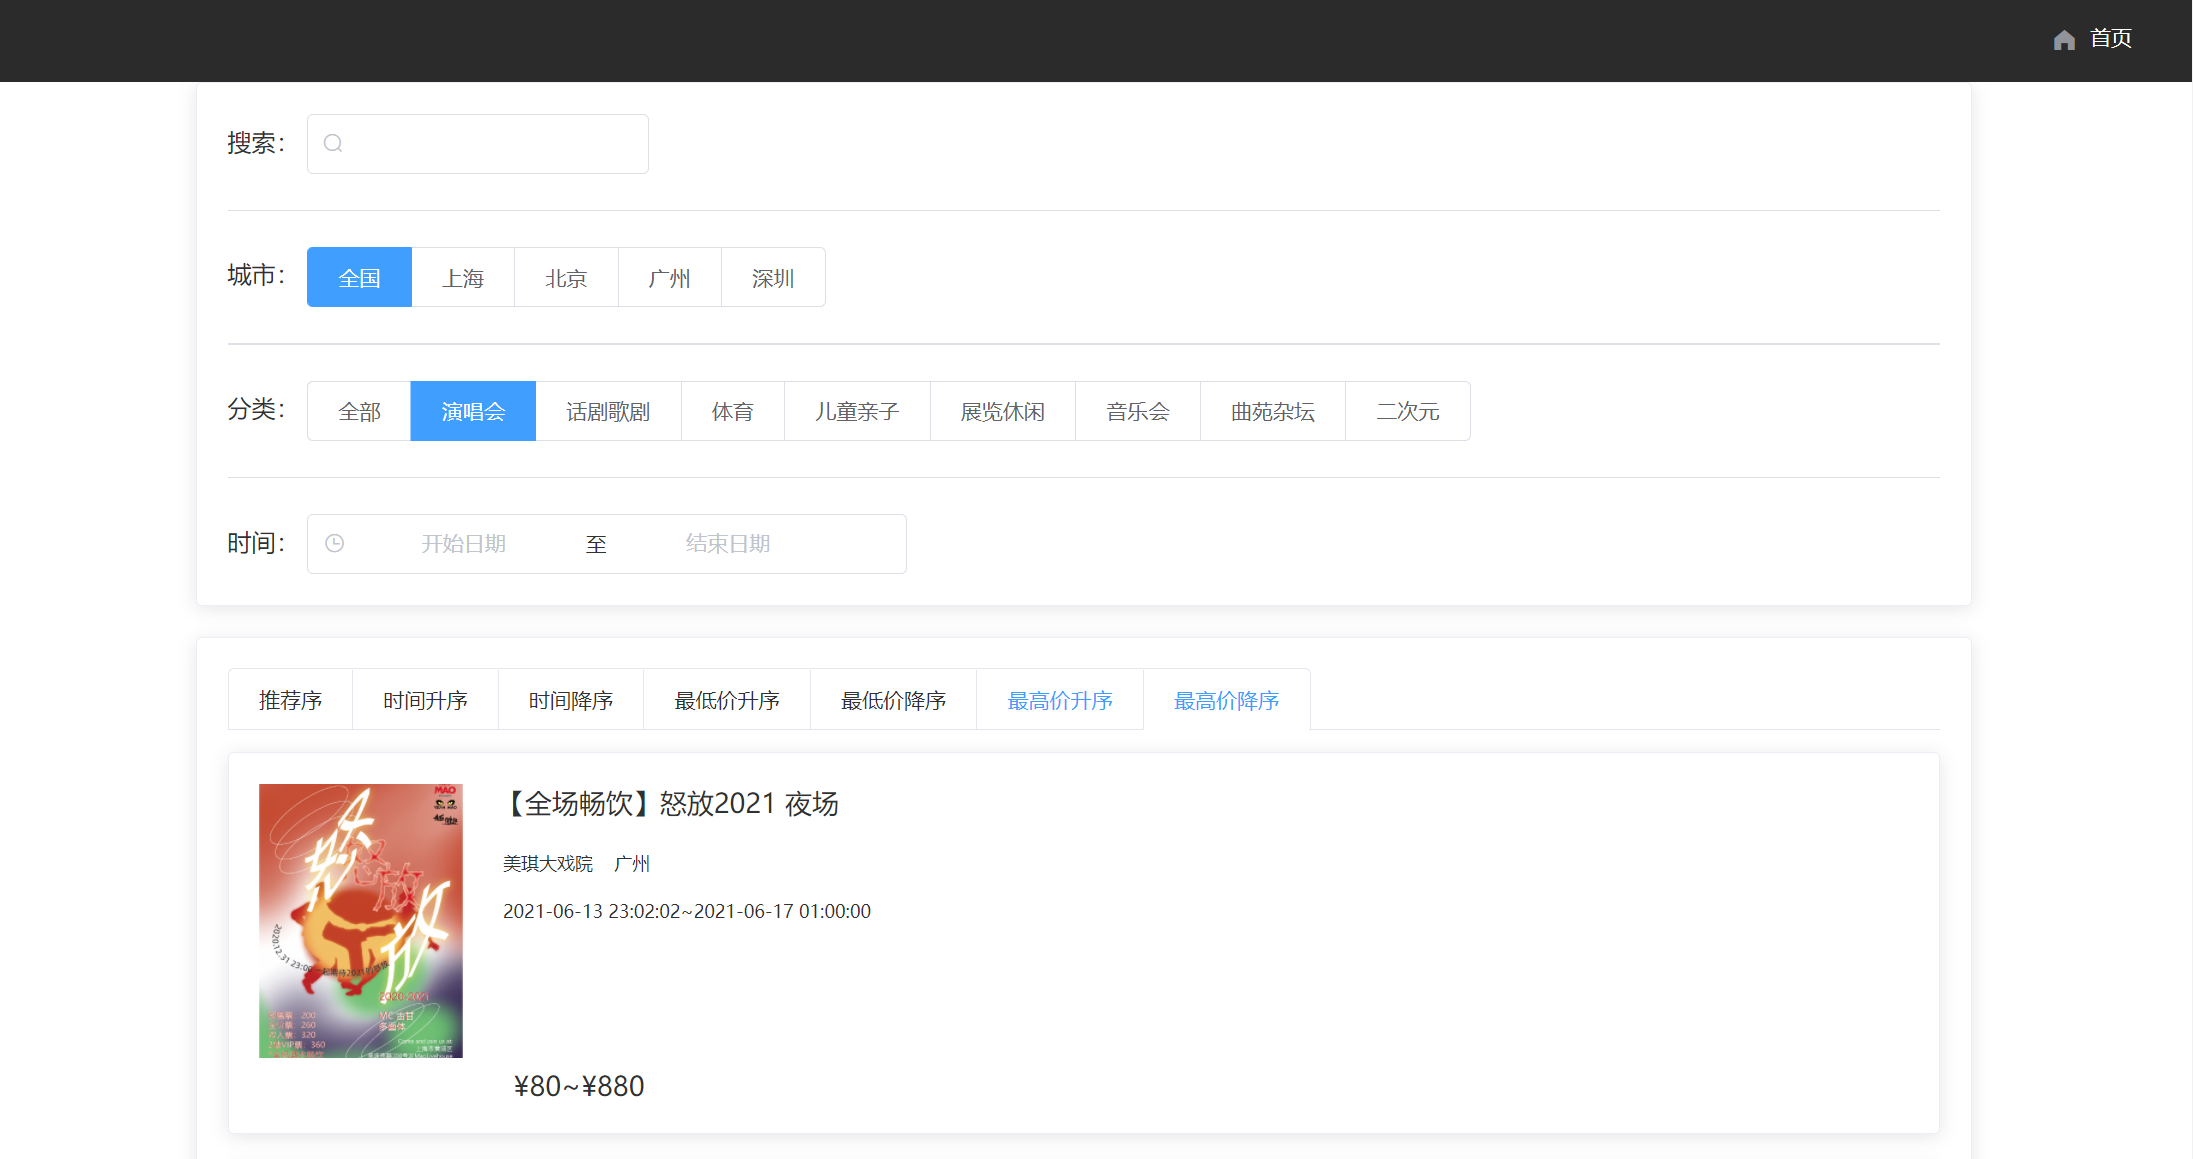 首页
搜索：
城市： 全国 上海 北京 广州 深圳
分类： 全部 演唱会 话剧歌剧 体育 儿童亲子 展览休闲 音乐会 曲苑杂坛 二次元
时间： 开始日期 至 结束日期
推荐序 时间升序 时间降序 最低价升序 最低价降序 最高价升序 最高价降序
【全场畅饮】怒放2021 夜场
美琪大戏院 广州
2021-06-13 23:02:02~2021-06-17 01:00:00
MAO
怒放
2020-2021
MC 由甘
多面体
¥80~¥880